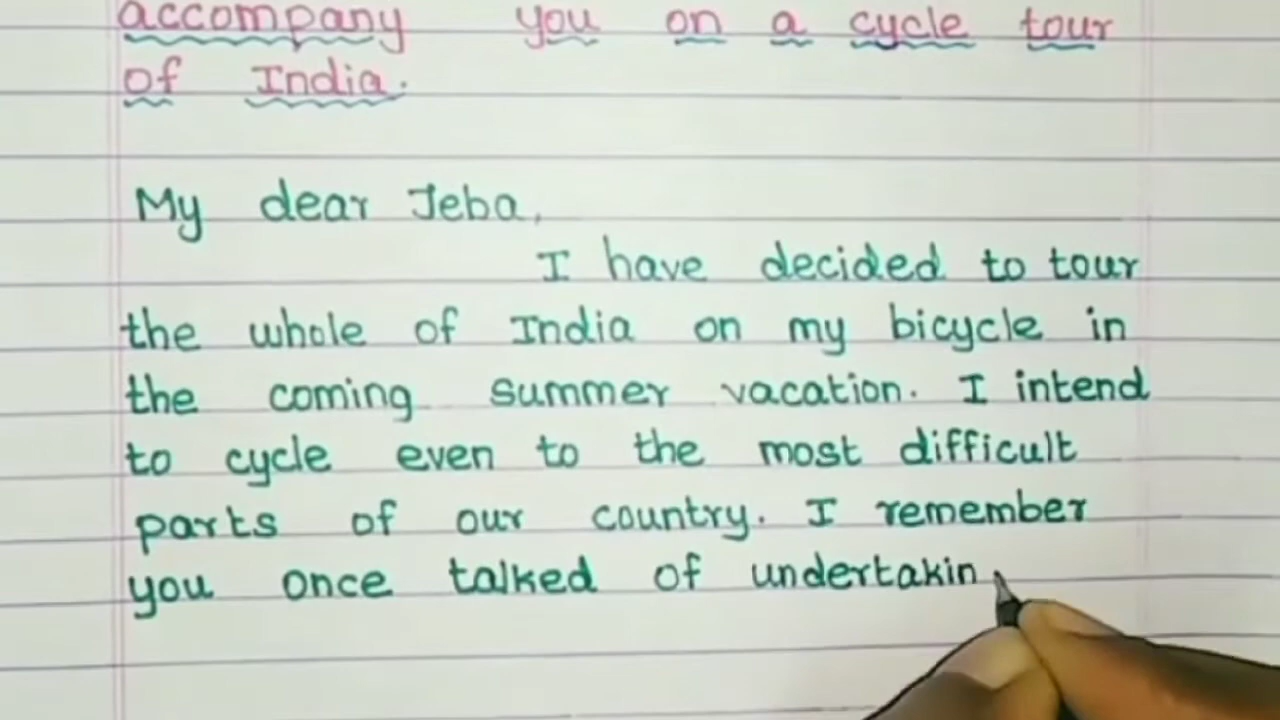 accompany you on a cycle tour
of India.
My dear Jeba,
I have decided to tour
the whole of India on my bicycle in
the coming summer vacation. I intend
to cycle even to the most difficult
parts of our country. I remember
you once talked of undertakin